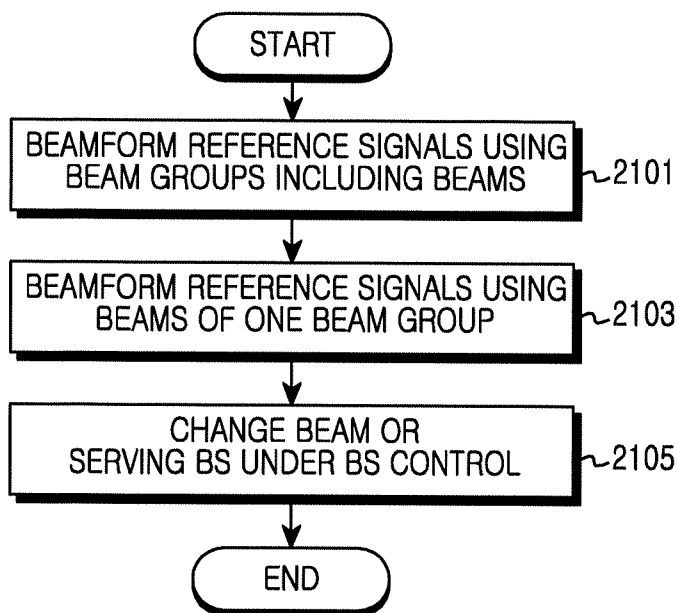 START
BEAMFORM REFERENCE SIGNALS USING
BEAM GROUPS INCLUDING BEAMS
2101
BEAMFORM REFERENCE SIGNALS USING
BEAMS OF ONE BEAM GROUP
2103
CHANGE BEAM OR
SERVING BS UNDER BS CONTROL
2105
END